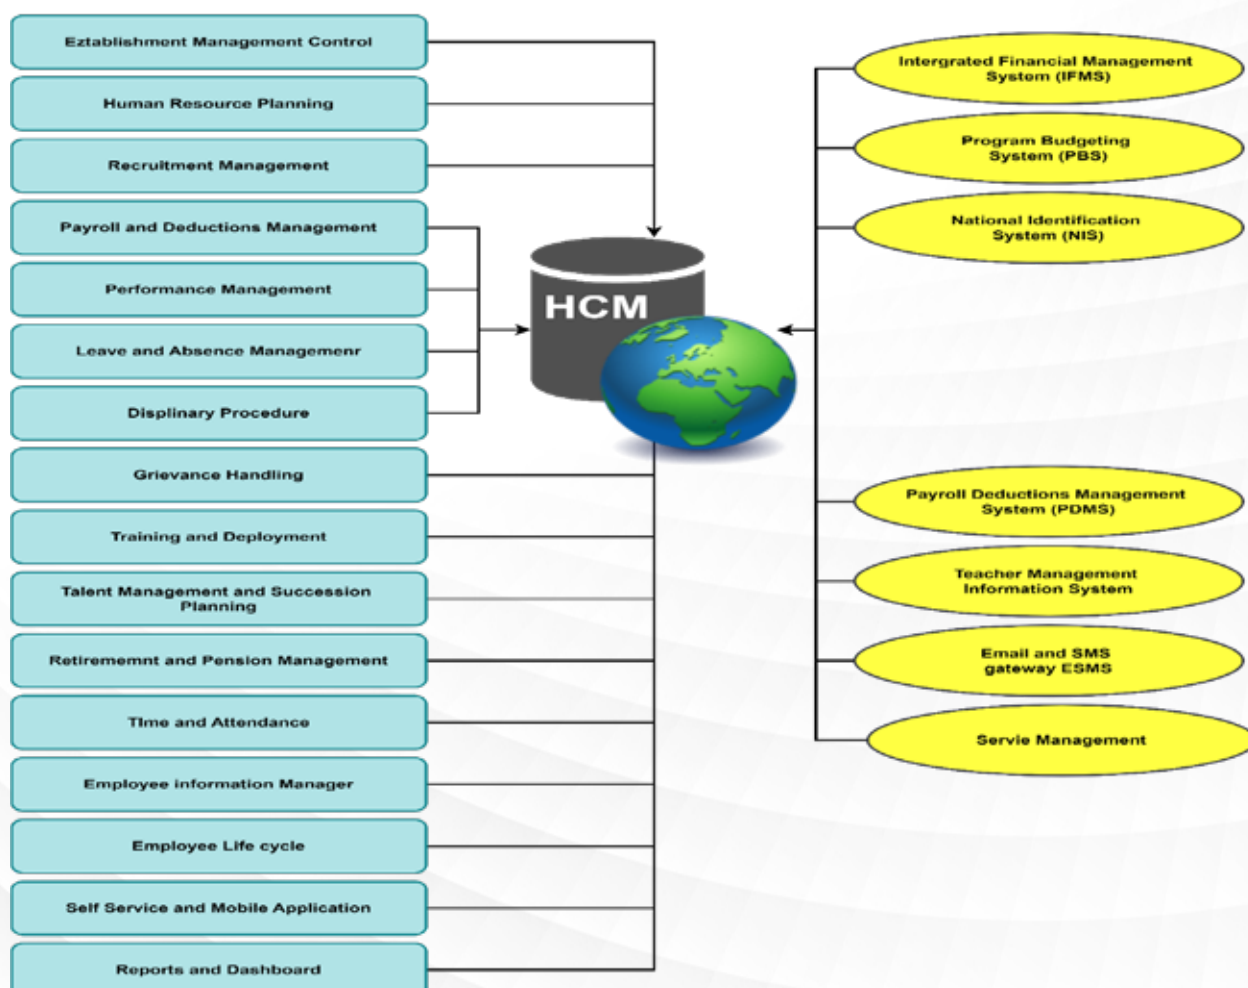 Eztablishment Management Control
Human Resource Planning
Recruitment Management
Payroll and Deductions Management
Performance Management
Leave and Absence Managemenr
Displinary Procedure
Grievance Handling
Training and Deployment
Talent Management and Succession
Planning
Retirememnt and Pension Management
TIme and Attendance
Employee information Manager
Employee Life cycle
Self Service and Mobile Application
Reports and Dashboard
HCM
Intergrated Financial Management
System (IFMS)
Program Budgeting
System (PBS)
National Identification
System (NIS)
Payroll Deductions Management
System (PDMS)
Teacher Management
Information System
Email and SMS
gateway ESMS
Servie Management